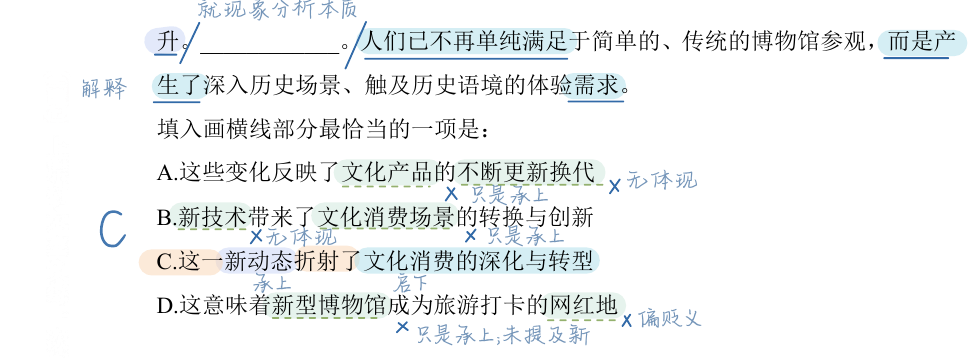 就现象分析本质
升。____________。人们已不再单纯满足于简单的、传统的博物馆参观，而是产
解释 生了深入历史场景、触及历史语境的体验需求。
填入画横线部分最恰当的一项是：
A.这些变化反映了文化产品的不断更新换代
×只是承上 ×无体现
C B.新技术带来了文化消费场景的转换与创新
×无体现 ×只是承上
C.这一新动态折射了文化消费的深化与转型
承上 启下
D.这意味着新型博物馆成为旅游打卡的网红地
×只是承上;未提及新 ×偏贬义